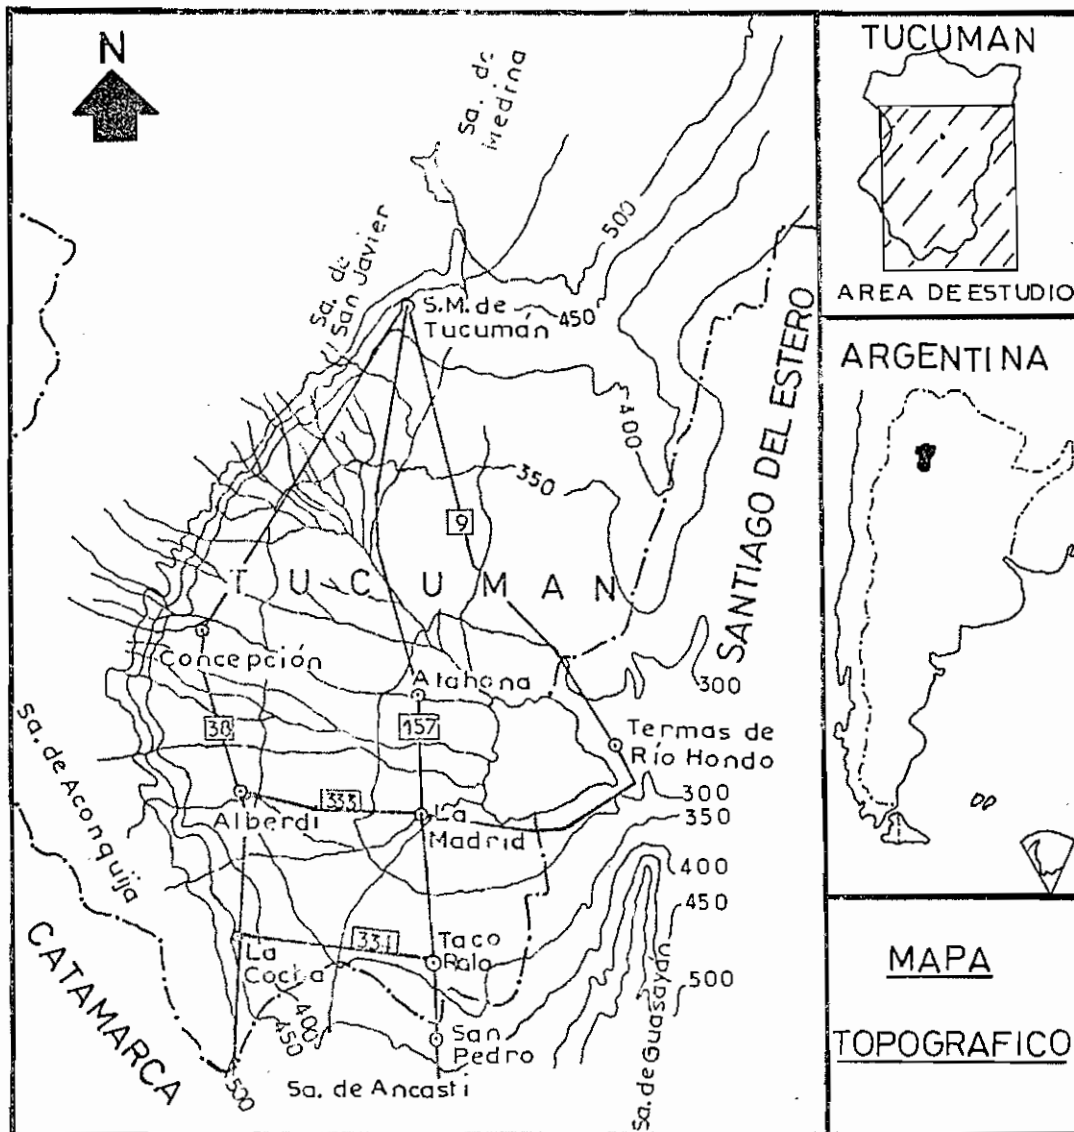 N
Sa. de
Medina
500
Sa. de
San Javier
S.M. de
Tucumán
450
400
350
9
TUCUMAN
SANTIAGO DEL ESTERO
Concepción
Atahona
300
38
157
Termas de
Río Hondo
Sa. de Aconquija
333
Alberdi
La
Madrid
300
350
400
450
500
CATAMARCA
331
La
Cocha
Taco
Ralo
400
450
500
San
Pedro
Sa. de Ancasti
Sa. de Guasayán
TUCUMAN
AREA DE ESTUDIO
ARGENTINA
MAPA
TOPOGRAFICO